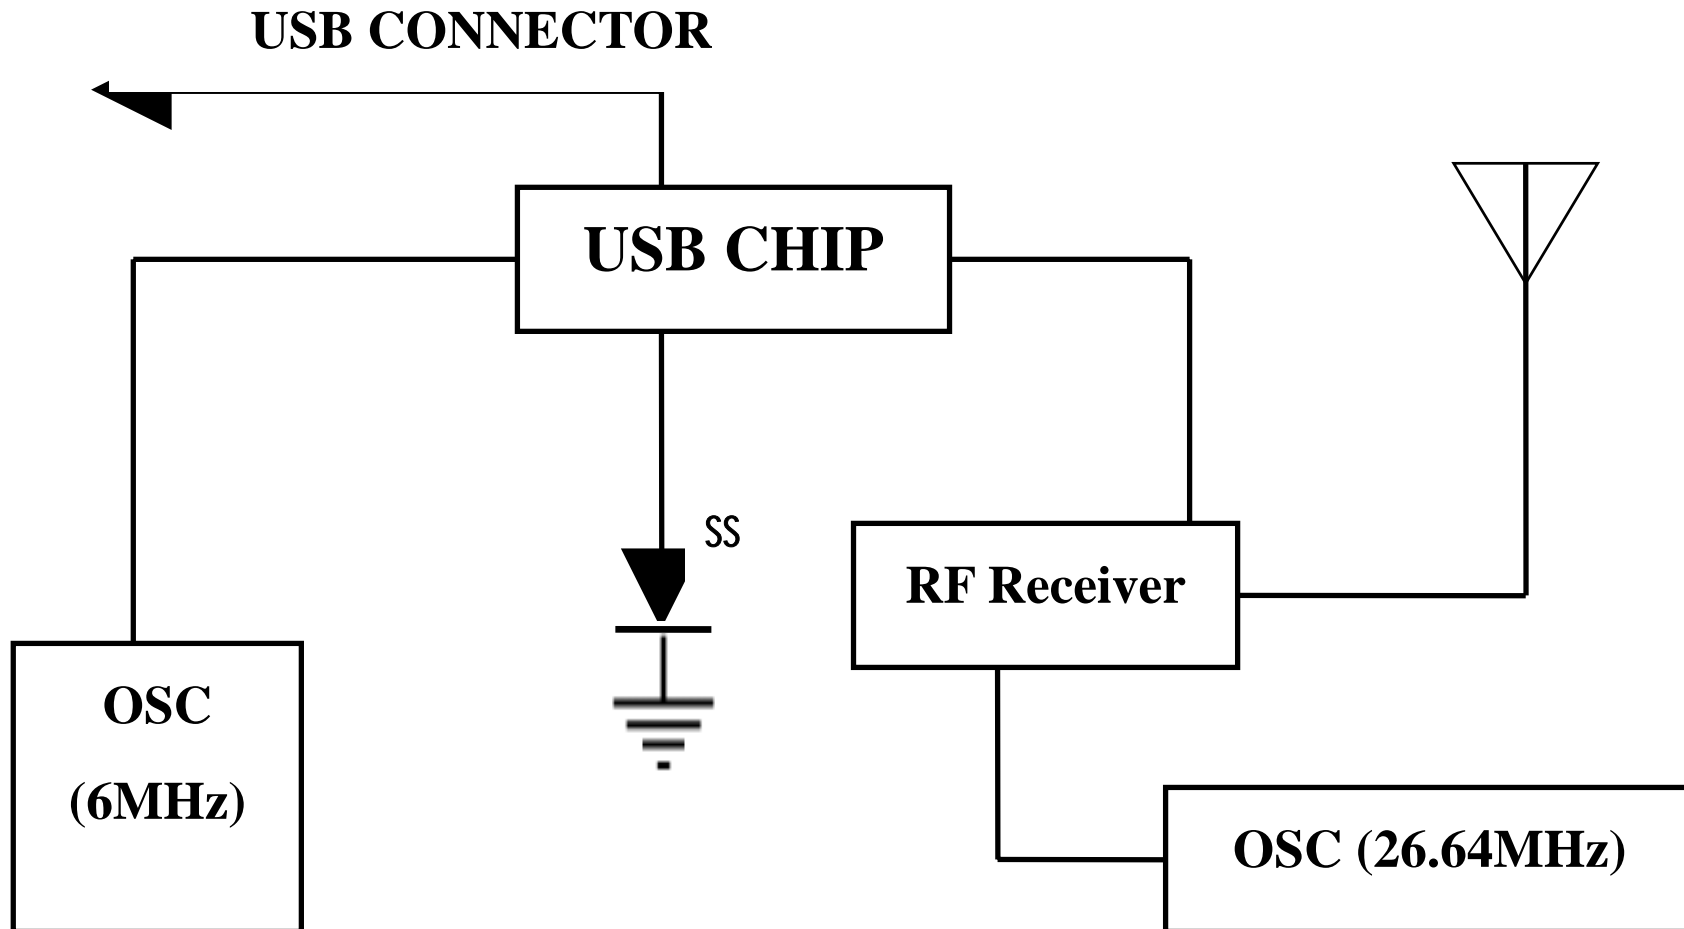 USB CONNECTOR
USB CHIP
SS
RF Receiver
OSC
(6MHz)
OSC (26.64MHz)